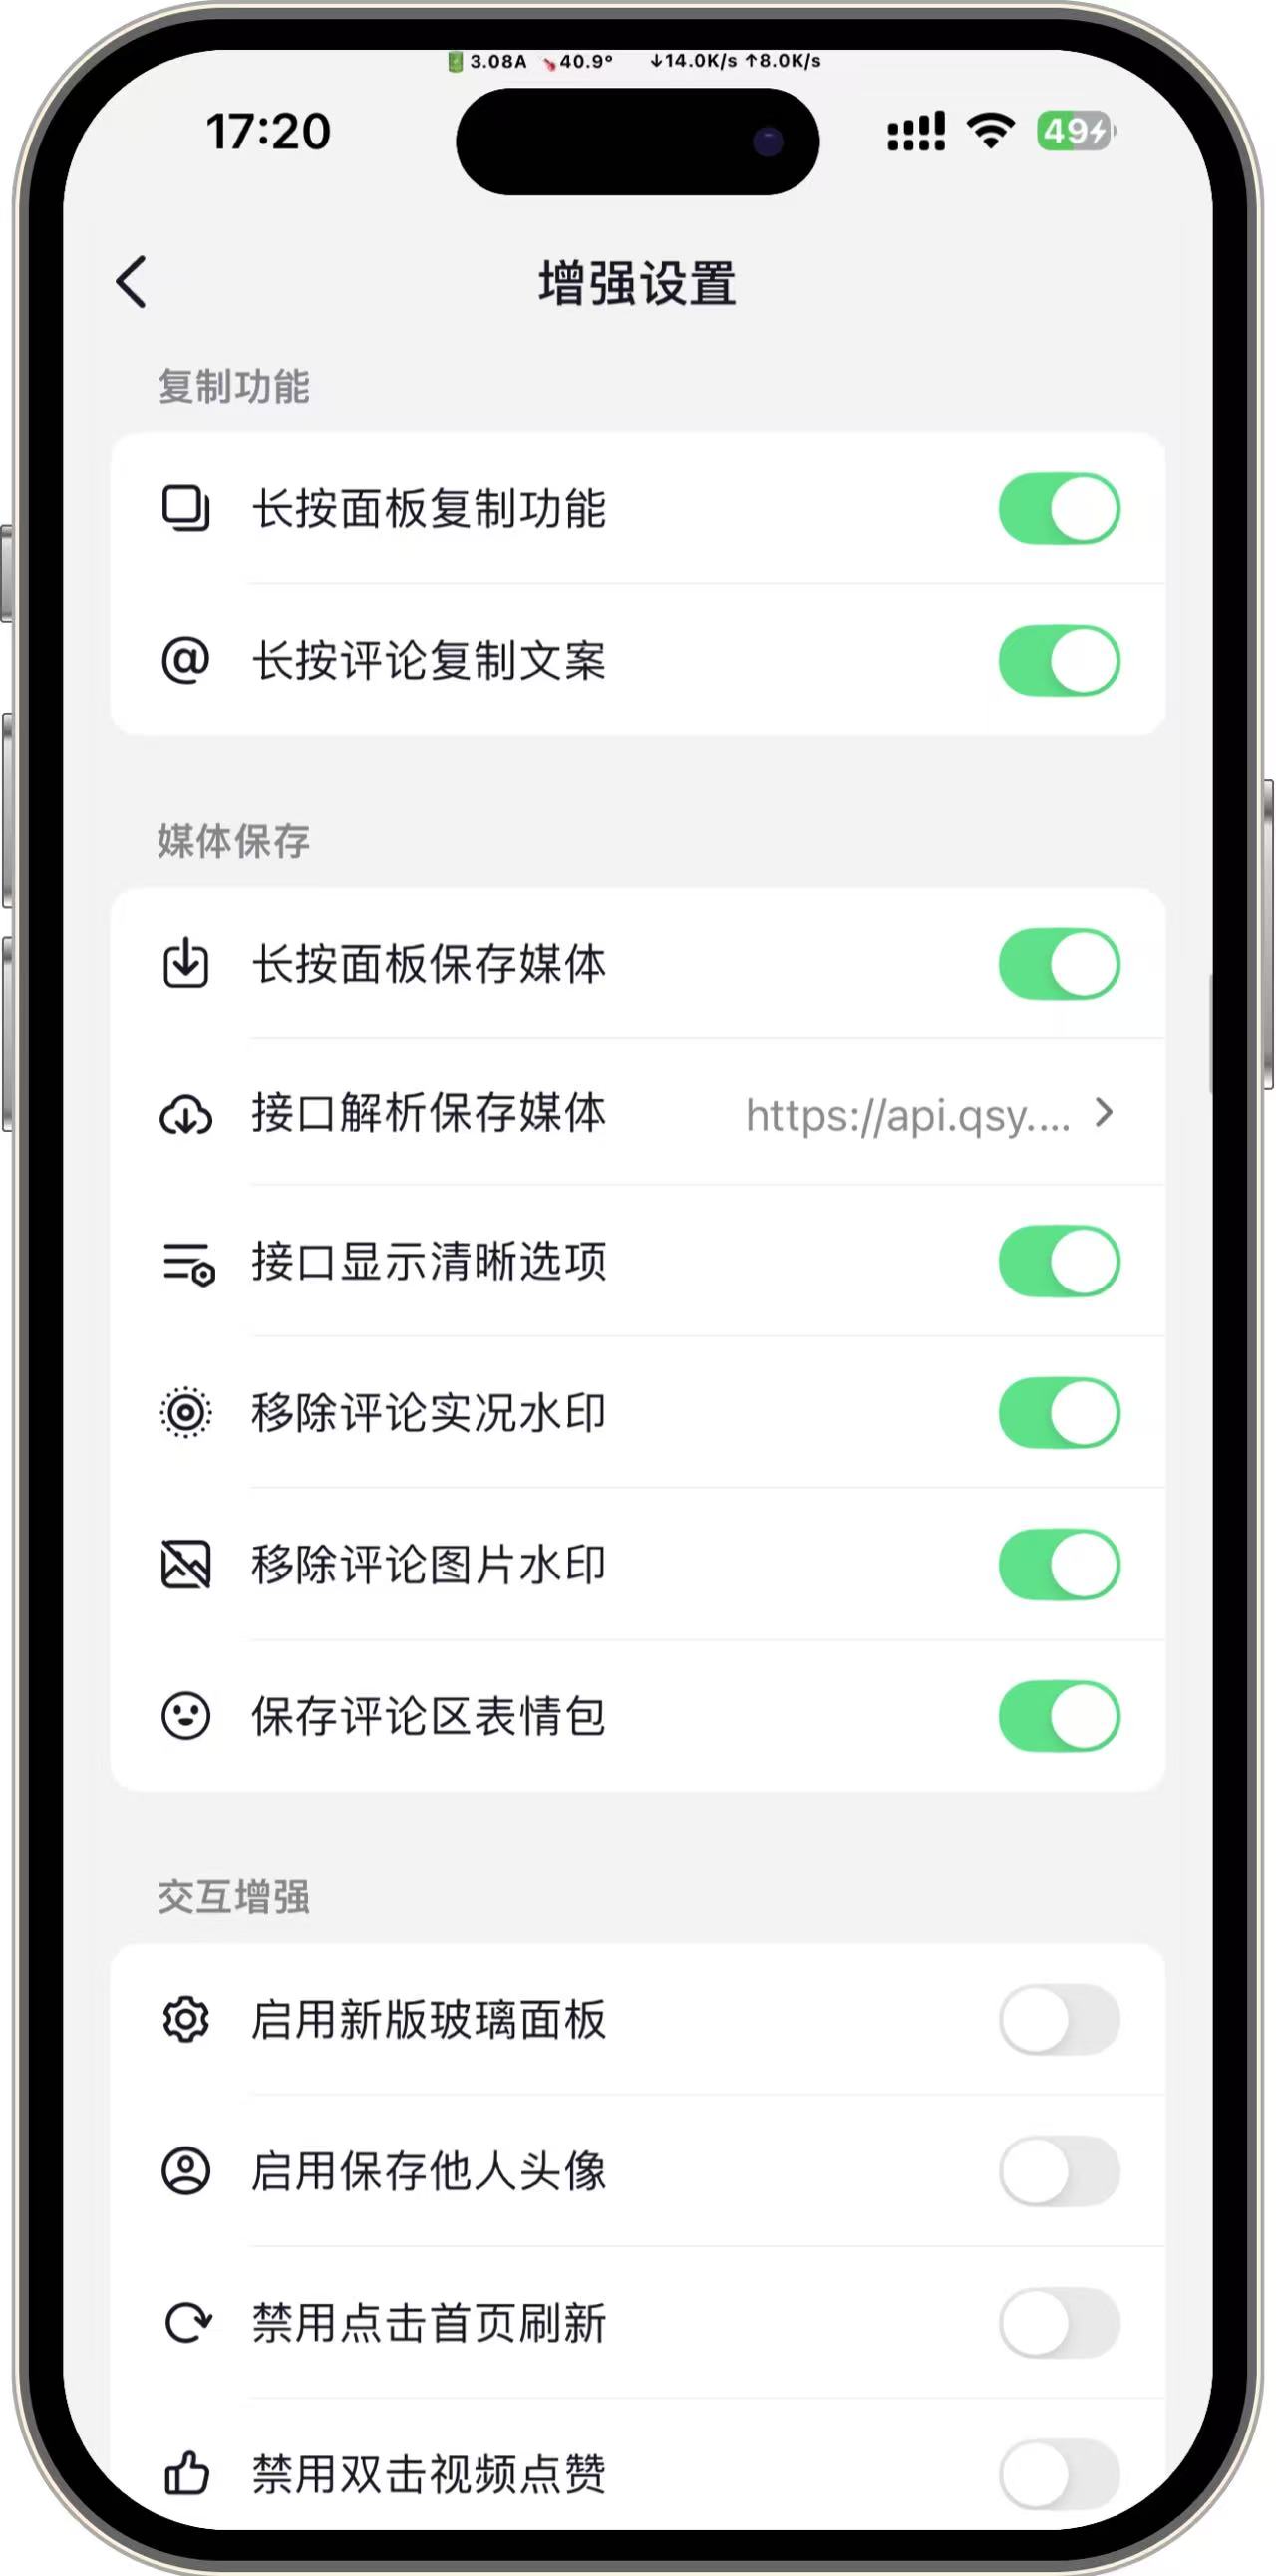 3.08A 40.9° ↓14.0K/s ↑8.0K/s
17:20 49
增强设置
复制功能
长按面板复制功能
长按评论复制文案
媒体保存
长按面板保存媒体
接口解析保存媒体 https://api.qsy....
接口显示清晰选项
移除评论实况水印
移除评论图片水印
保存评论区表情包
交互增强
启用新版玻璃面板
启用保存他人头像
禁用点击首页刷新
禁用双击视频点赞